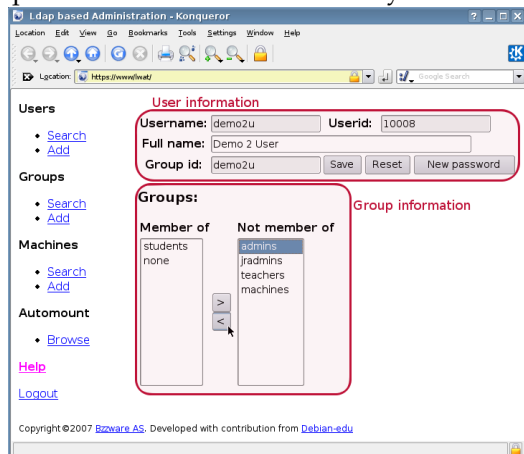 Ldap based Administration - Konqueror
Location Edit View Go Bookmarks Tools Settings Window Help
Location: https://www/lwat/ Google Search
Users
Search
Add
Groups
Search
Add
Machines
Search
Add
Automount
Browse
Help
Logout
User information
Username: demo2u Userid: 10008
Full name: Demo 2 User
Group id: demo2u Save Reset New password
Groups:
Group information
Member of Not member of
students admins
none jradmins
teachers
machines
>
<
Copyright©2007 Bzzware AS. Developed with contribution from Debian-edu